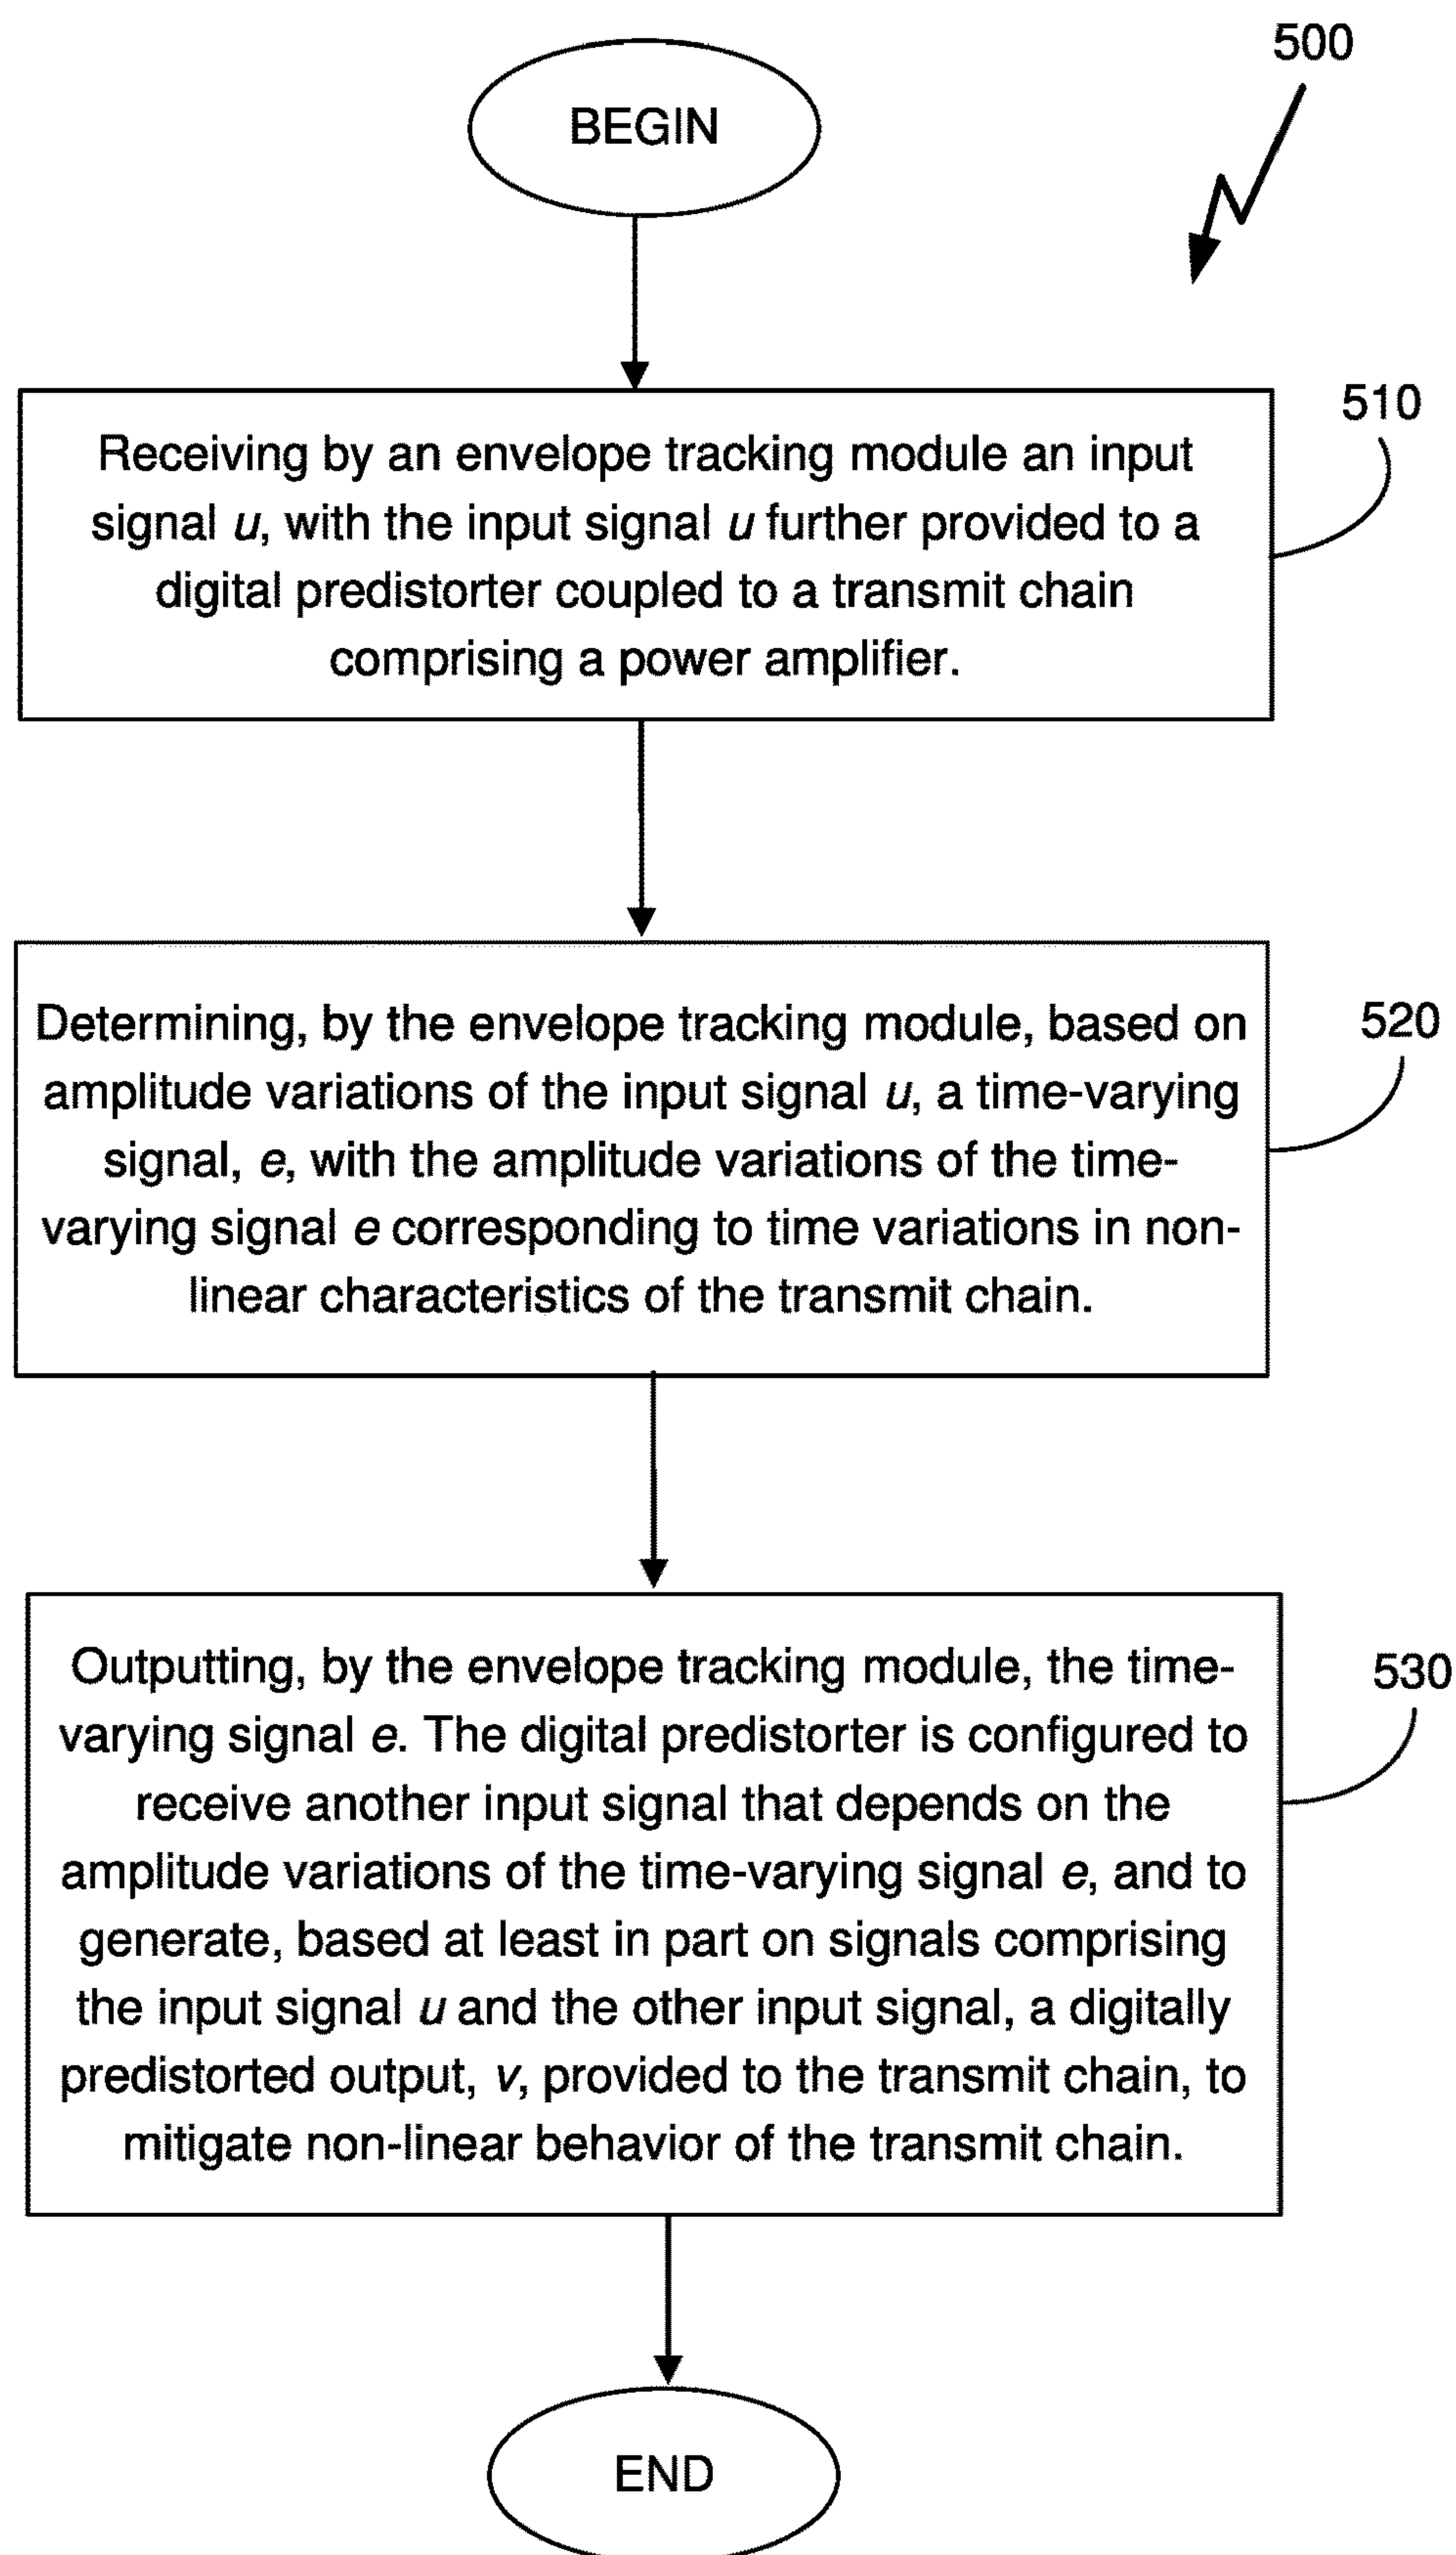 500
BEGIN
510
Receiving by an envelope tracking module an input
signal u, with the input signal u further provided to a
digital predistorter coupled to a transmit chain
comprising a power amplifier.
520
Determining, by the envelope tracking module, based on
amplitude variations of the input signal u, a time-varying
signal, e, with the amplitude variations of the time-
varying signal e corresponding to time variations in non-
linear characteristics of the transmit chain.
530
Outputting, by the envelope tracking module, the time-
varying signal e. The digital predistorter is configured to
receive another input signal that depends on the
amplitude variations of the time-varying signal e, and to
generate, based at least in part on signals comprising
the input signal u and the other input signal, a digitally
predistorted output, v, provided to the transmit chain, to
mitigate non-linear behavior of the transmit chain.
END